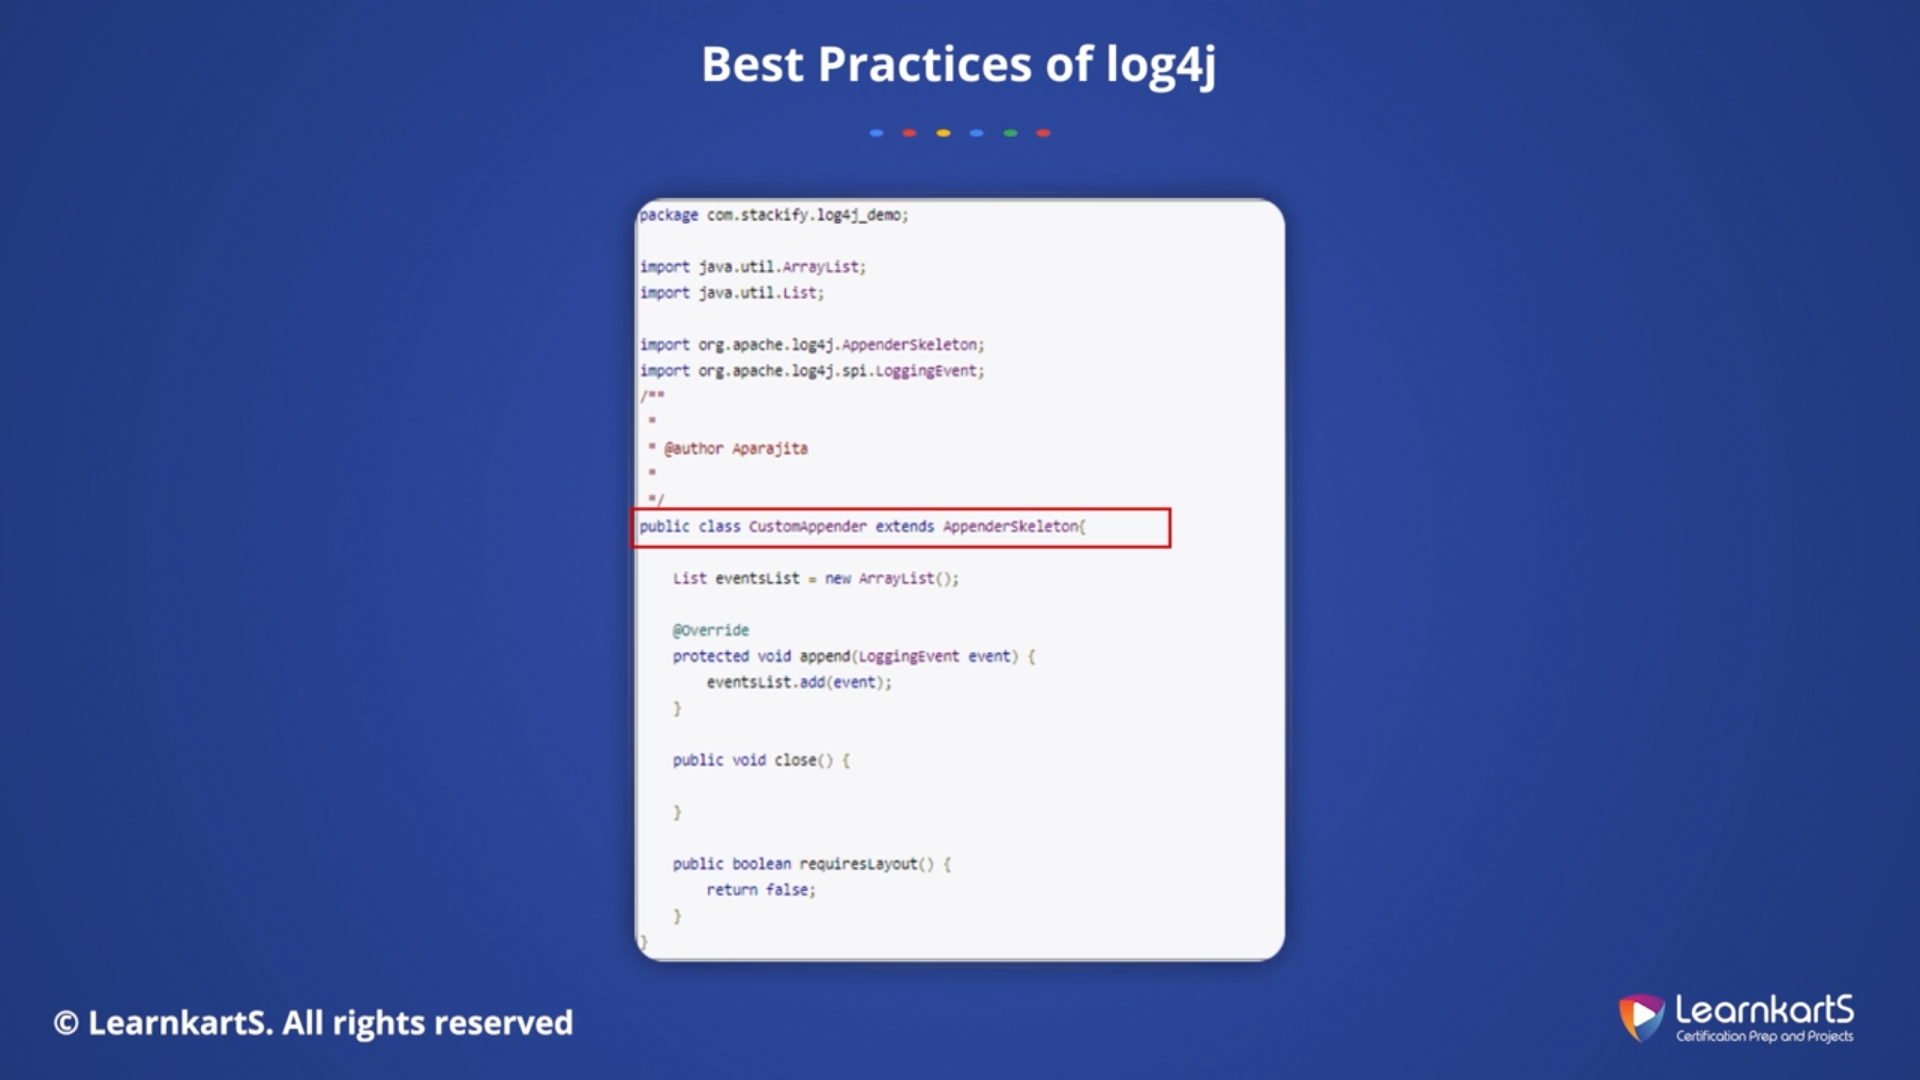 Best Practices of log4j
package com.stackify.log4j_demo;
import java.util.ArrayList;
import java.util.List;
import org.apache.log4j.AppenderSkeleton;
import org.apache.log4j.spi.LoggingEvent;
/**
*
* @author Aparajita
*
*/
public class CustomAppender extends AppenderSkeleton{
List eventsList = new ArrayList();
@Override
protected void append(LoggingEvent event) {
eventsList.add(event);
}
public void close() {
}
public boolean requiresLayout() {
return false;
}
}
© LearnkartS. All rights reserved
LearnkartS
Certification Prep and Projects